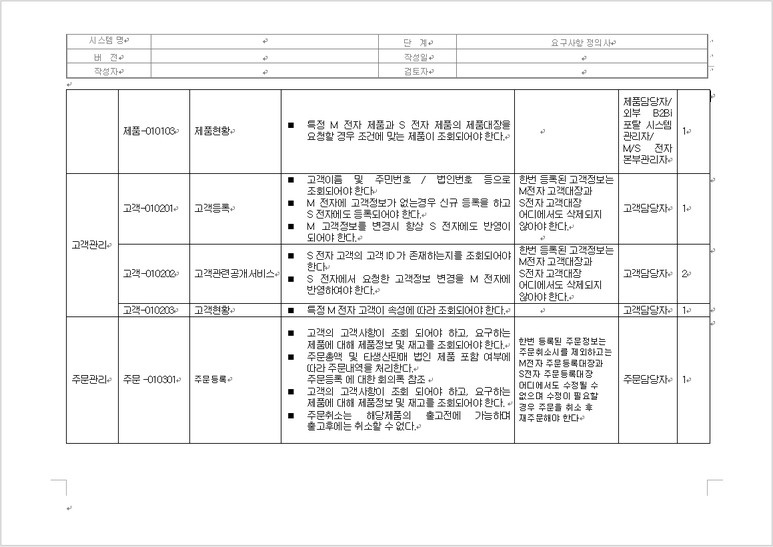 시스템 명
단 계
요구사항 정의서
버 전
작성일
작성자
검토자
제품-010103
제품현황
■ 특정 M 전자 제품과 S 전자 제품의 제품대장을
요청할 경우 조건에 맞는 제품이 조회되어야 한다.
제품담당자/
외부 B2Bi
포탈 시스템
관리자/
M/S 전자
본부관리자
1
고객관리
고객-010201
고객등록
■ 고객이름 및 주민번호 / 법인번호 등으로
조회되어야 한다
■ M 전자에 고객정보가 없는경우 신규 등록을 하고
S 전자에도 등록되어야 한다.
■ M 고객정보를 변경시 항상 S 전자에도 반영이
되어야 한다.
한번 등록된 고객정보는
M전자 고객대장과
S전자 고객대장
어디에서도 삭제되지
않아야 한다.
고객담당자
1
고객-010202
고객관련공개서비스
■ S 전자 고객의 고객 ID 가 존재하는지를 조회되어야
한다
■ S 전자에서 요청한 고객정보 변경을 M 전자에
반영하여야 한다.
한번 등록된 고객정보는
M전자 고객대장과
S전자 고객대장
어디에서도 삭제되지
않아야 한다.
고객담당자
2
고객-010203
고객현황
■ 특정 M 전자 고객이 속성에 따라 조회되어야 한다.
고객담당자
1
주문관리
주문 -010301
주문등록
■ 고객의 고객사항이 조회 되어야 하고, 요구하는
제품에 대해 제품정보 및 재고를 조회되어야 한다.
■ 주문총액 및 타생산판매 법인 제품 포함 여부에
따라 주문내역을 처리한다.
주문등록 에 대한 회의록 참조
■ 고객의 고객사항이 조회 되어야 하고, 요구하는
제품에 대해 제품정보 및 재고를 조회되어야 한다.
■ 주문취소는 해당제품의 출고전에 가능하며
출고후에는 취소할 수 없다.
한번 등록된 주문정보는
주문취소시를 제외하고는
M전자 주문등록대장과
S전자 주문등록대장
어디에서도 수정될 수
없으며 수정이 필요할
경우 주문을 취소 후
재주문해야 한다
주문담당자
1